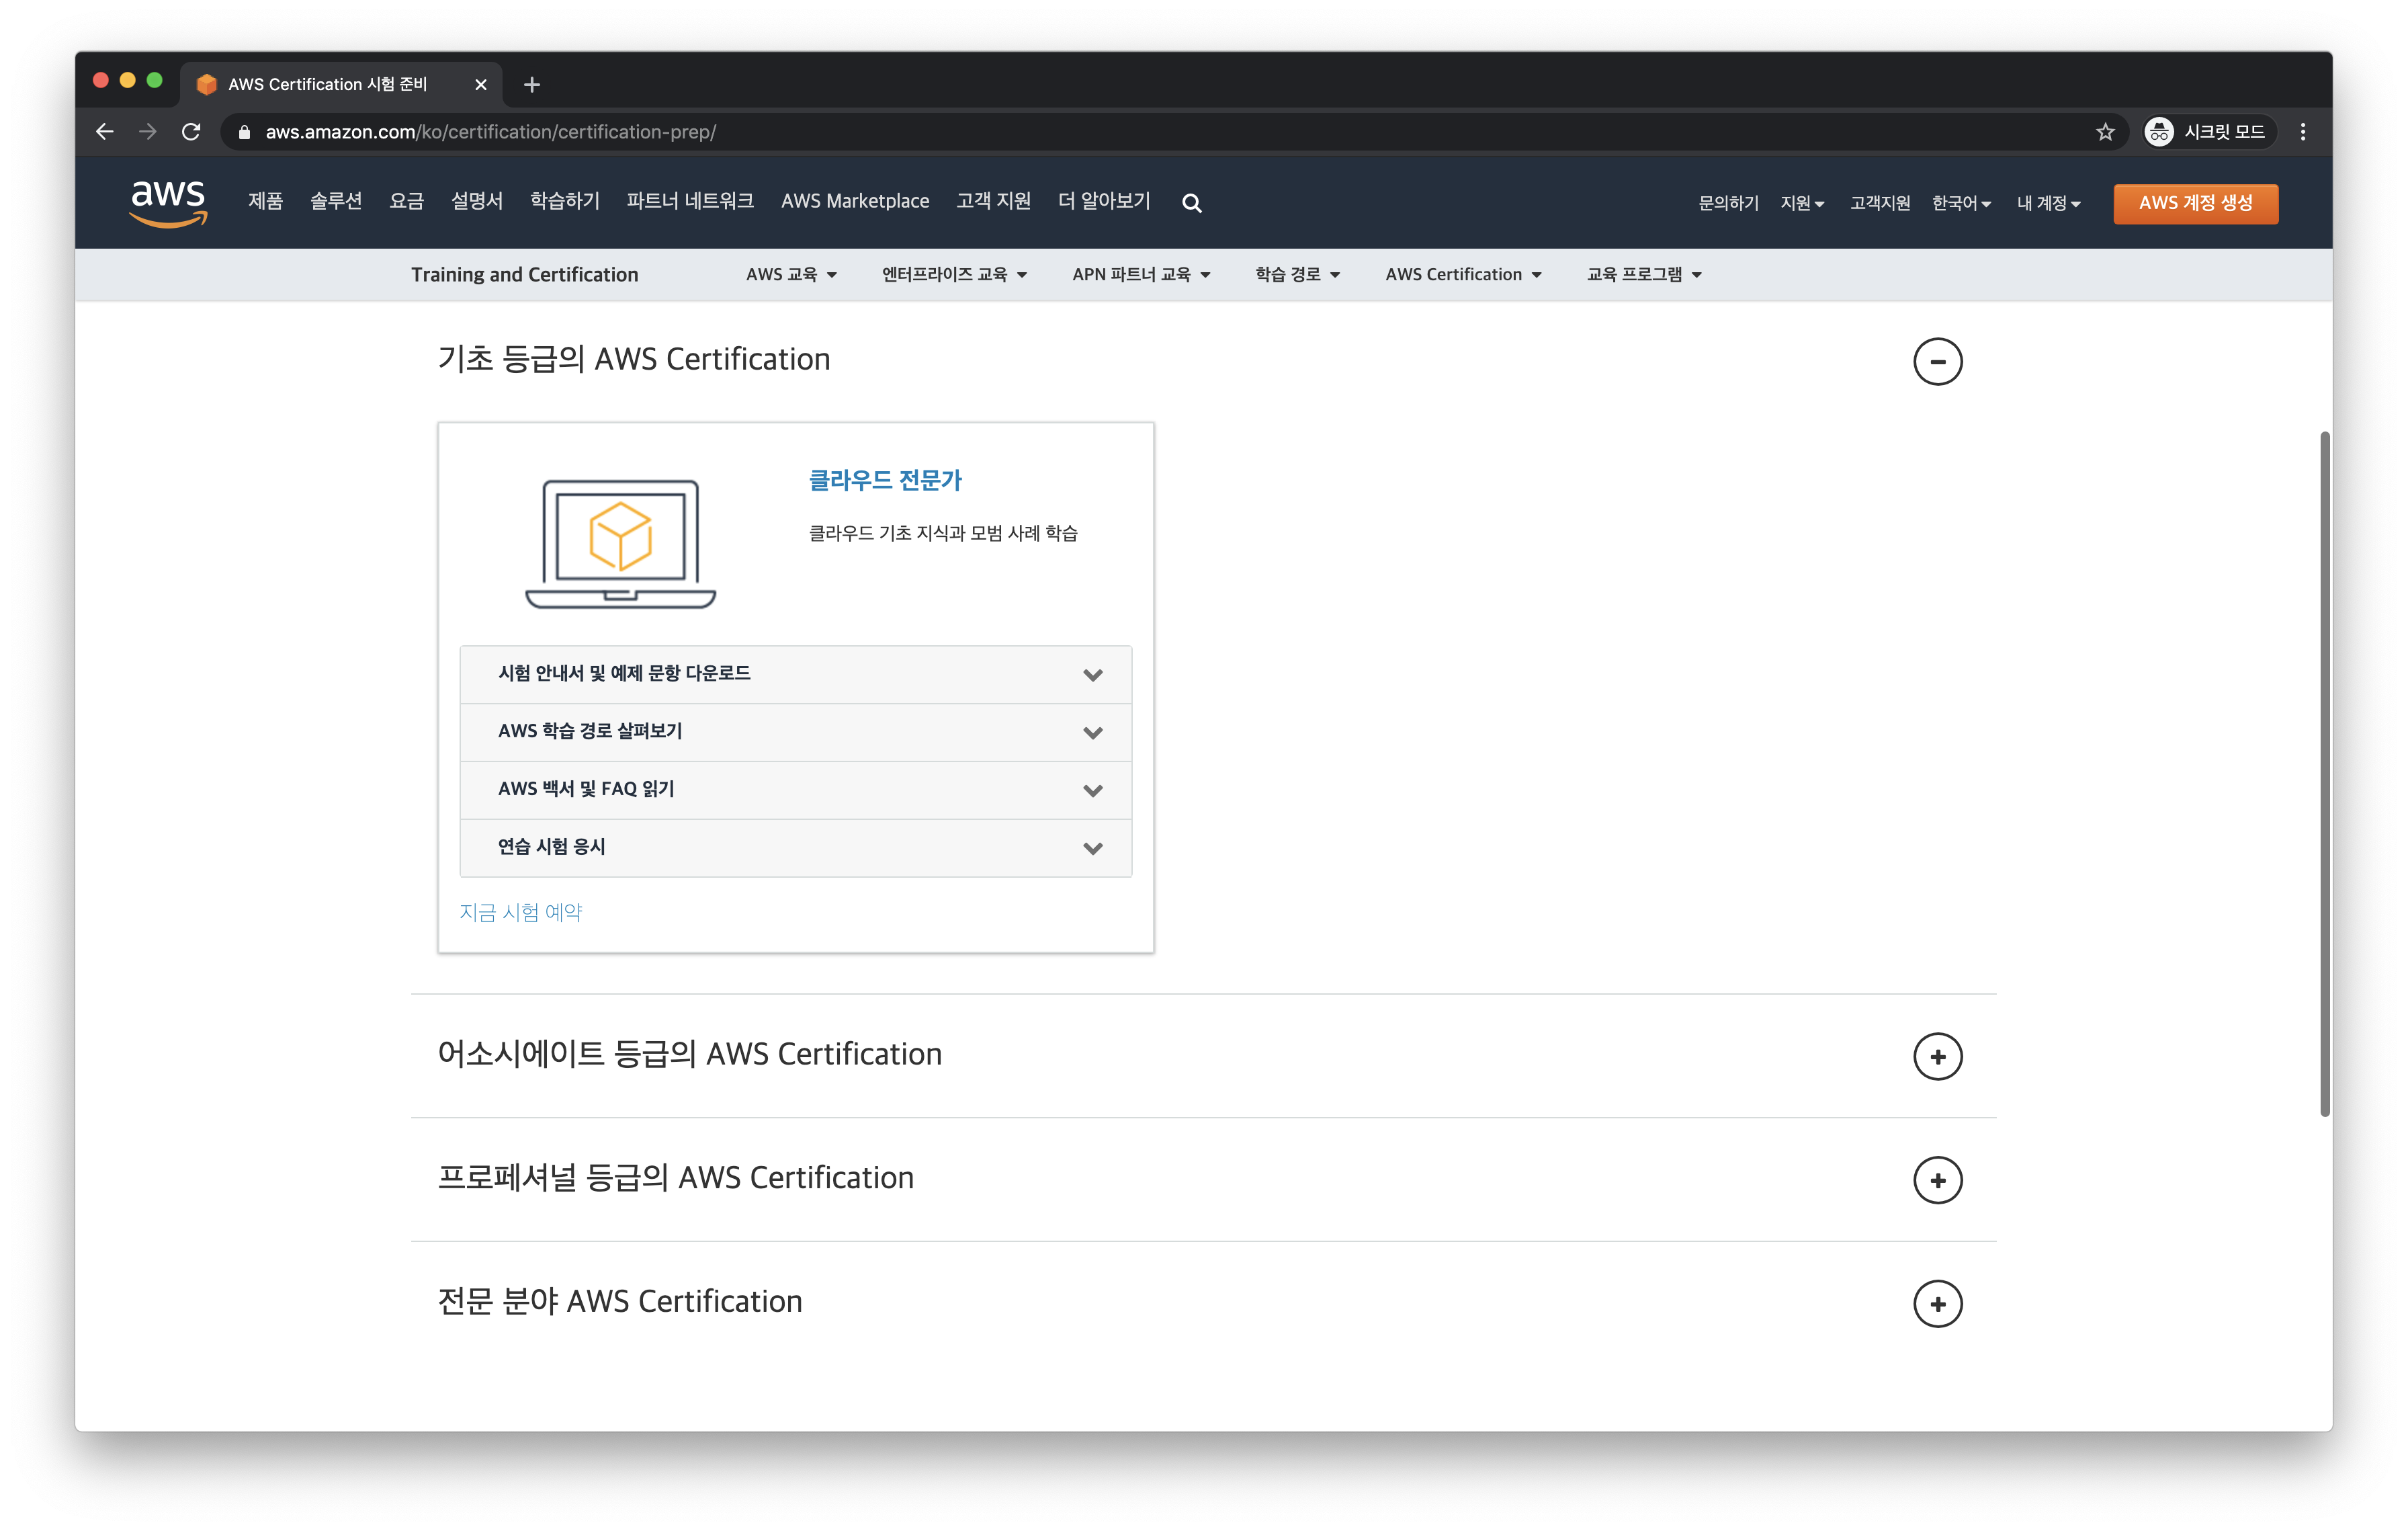 AWS Certification 시험 준비
aws.amazon.com/ko/certification/certification-prep/
시크릿 모드
aws
제품 솔루션 요금 설명서 학습하기 파트너 네트워크 AWS Marketplace 고객 지원 더 알아보기
문의하기 지원 고객지원 한국어 내 계정 AWS 계정 생성
Training and Certification AWS 교육 엔터프라이즈 교육 APN 파트너 교육 학습 경로 AWS Certification 교육 프로그램
기초 등급의 AWS Certification
클라우드 전문가
클라우드 기초 지식과 모범 사례 학습
시험 안내서 및 예제 문항 다운로드
AWS 학습 경로 살펴보기
AWS 백서 및 FAQ 읽기
연습 시험 응시
지금 시험 예약
어소시에이트 등급의 AWS Certification
프로페셔널 등급의 AWS Certification
전문 분야 AWS Certification